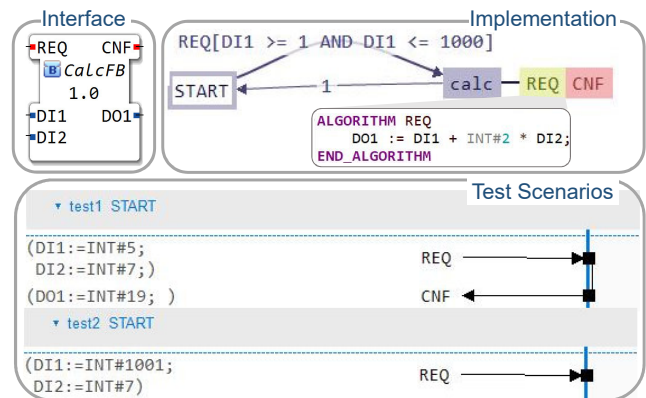 Interface
REQ CNF
B CalcFB
1.0
DI1 DO1
DI2
Implementation
REQ[DI1 >= 1 AND DI1 <= 1000]
START 1 calc REQ CNF
ALGORITHM REQ
DO1 := DI1 + INT#2 * DI2;
END_ALGORITHM
Test Scenarios
▾ test1 START
(DI1:=INT#5;
DI2:=INT#7;)
REQ
(DO1:=INT#19; )
CNF
▾ test2 START
(DI1:=INT#1001;
DI2:=INT#7)
REQ